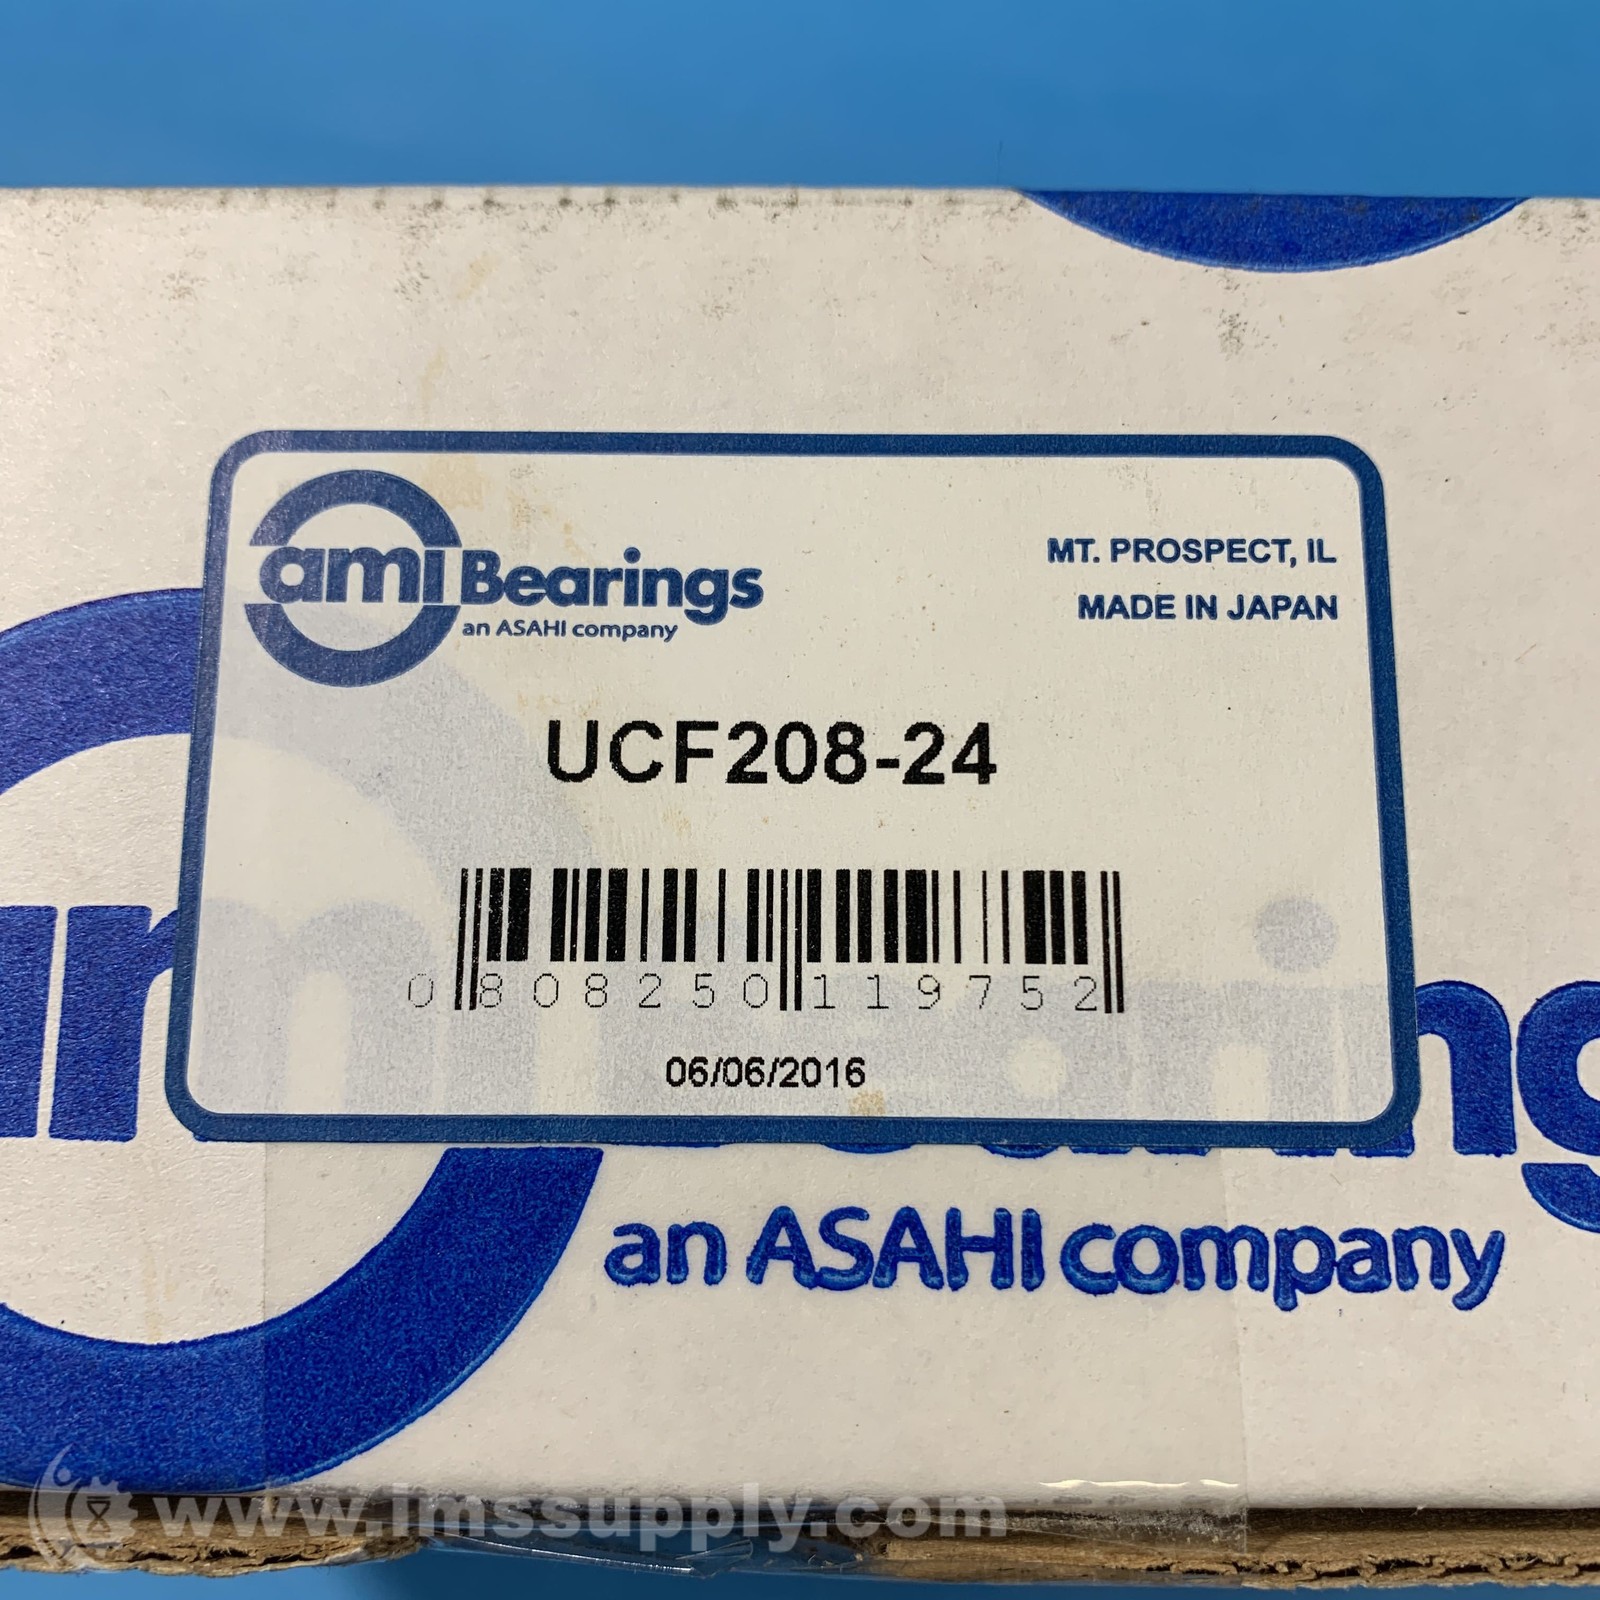 ami Bearings
an ASAHI company
MT. PROSPECT, IL
MADE IN JAPAN
UCF208-24
0 808250 119752
06/06/2016
an ASAHI company
www.imssupply.com